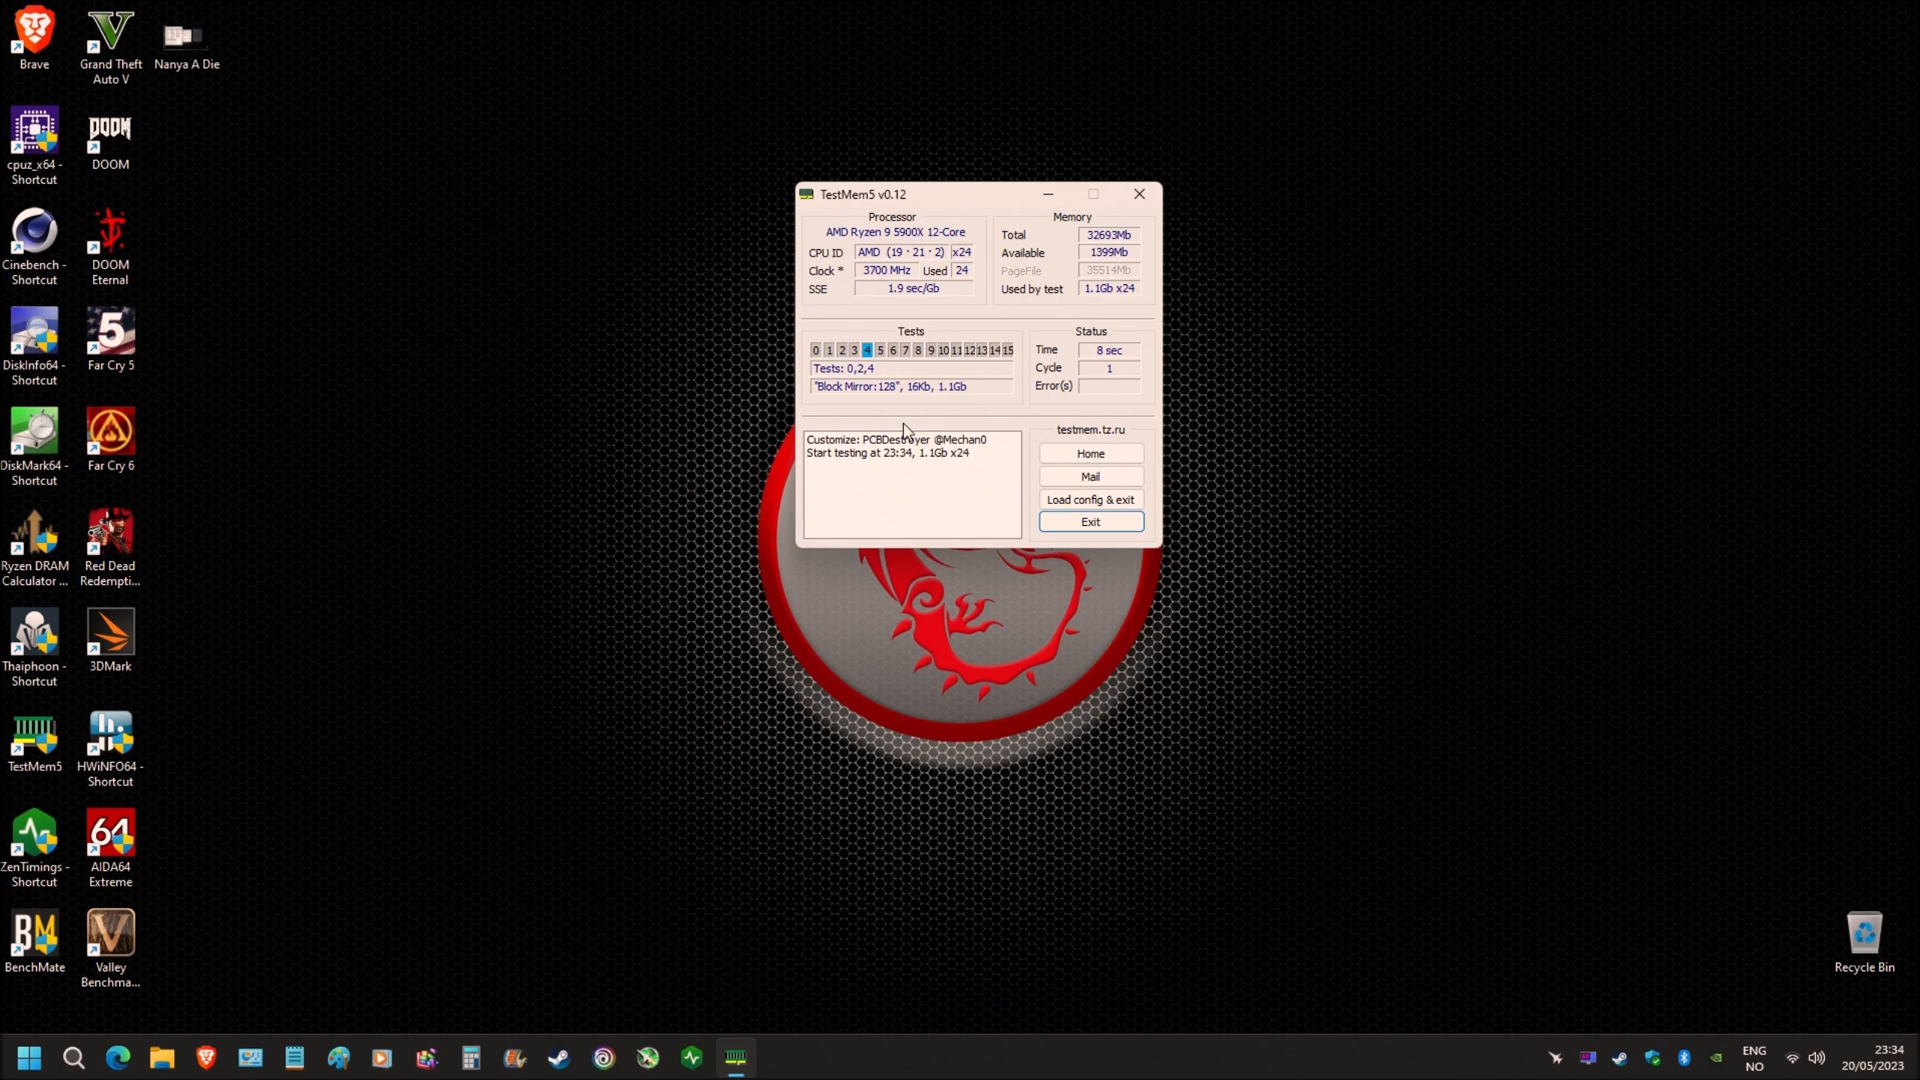 Brave
Grand Theft
Auto V
Nanya A Die
cpuz_x64 -
Shortcut
DOOM
DOOM
Cinebench -
Shortcut
DOOM
Eternal
DiskInfo64 -
Shortcut
5
Far Cry 5
DiskMark64 -
Shortcut
Far Cry 6
Ryzen DRAM
Calculator ...
Red Dead
Redempti...
Thaiphoon -
Shortcut
3DMark
TestMem5
HWiNFO64 -
Shortcut
ZenTimings -
Shortcut
64
AIDA64
Extreme
BM
BenchMate
V
Valley
Benchma...
TestMem5 v0.12
Processor
AMD Ryzen 9 5900X 12-Core
CPU ID AMD (19 · 21 · 2) x24
Clock * 3700 MHz Used 24
SSE 1.9 sec/Gb
Memory
Total 32693Mb
Available 1399Mb
PageFile 35514Mb
Used by test 1.1Gb x24
Tests
0 1 2 3 4 5 6 7 8 9 10 11 12 13 14 15
Tests: 0,2,4
"Block Mirror:128", 16Kb, 1.1Gb
Status
Time 8 sec
Cycle 1
Error(s)
Customize: PCBDestroyer @Mechan0
Start testing at 23:34, 1.1Gb x24
testmem.tz.ru
Home
Mail
Load config & exit
Exit
Recycle Bin
ENG
NO
23:34
20/05/2023